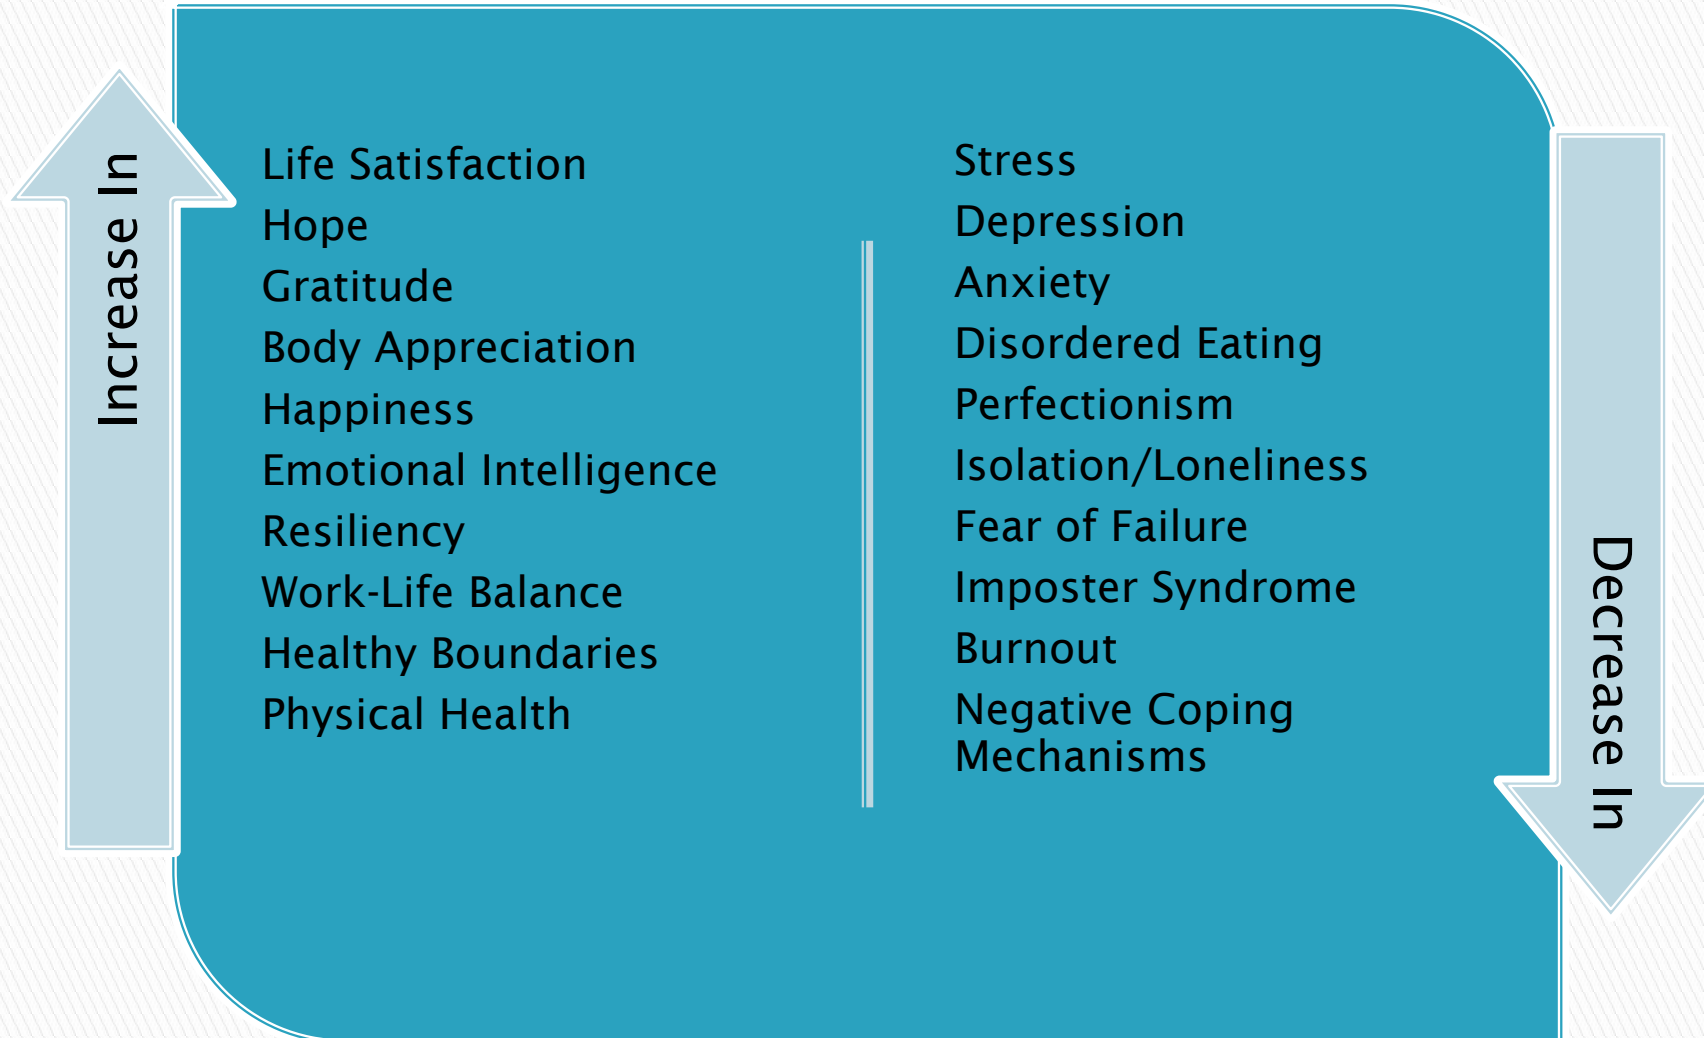 Increase In
Life Satisfaction
Hope
Gratitude
Body Appreciation
Happiness
Emotional Intelligence
Resiliency
Work-Life Balance
Healthy Boundaries
Physical Health
Stress
Depression
Anxiety
Disordered Eating
Perfectionism
Isolation/Loneliness
Fear of Failure
Imposter Syndrome
Burnout
Negative Coping
Mechanisms
Decrease In